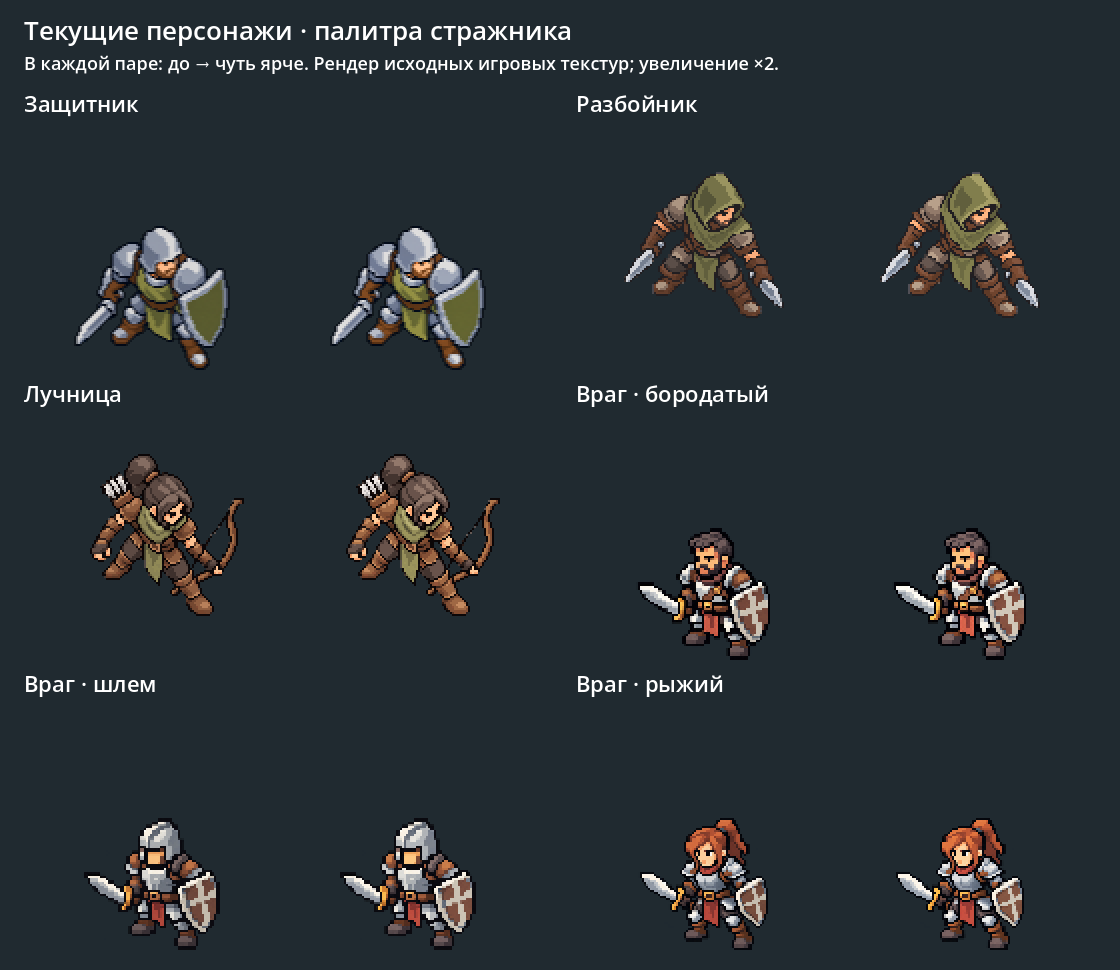 Текущие персонажи · палитра стражника
В каждой паре: до → чуть ярче. Рендер исходных игровых текстур; увеличение ×2.
Защитник
Разбойник
Лучница
Враг · бородатый
Враг · шлем
Враг · рыжий